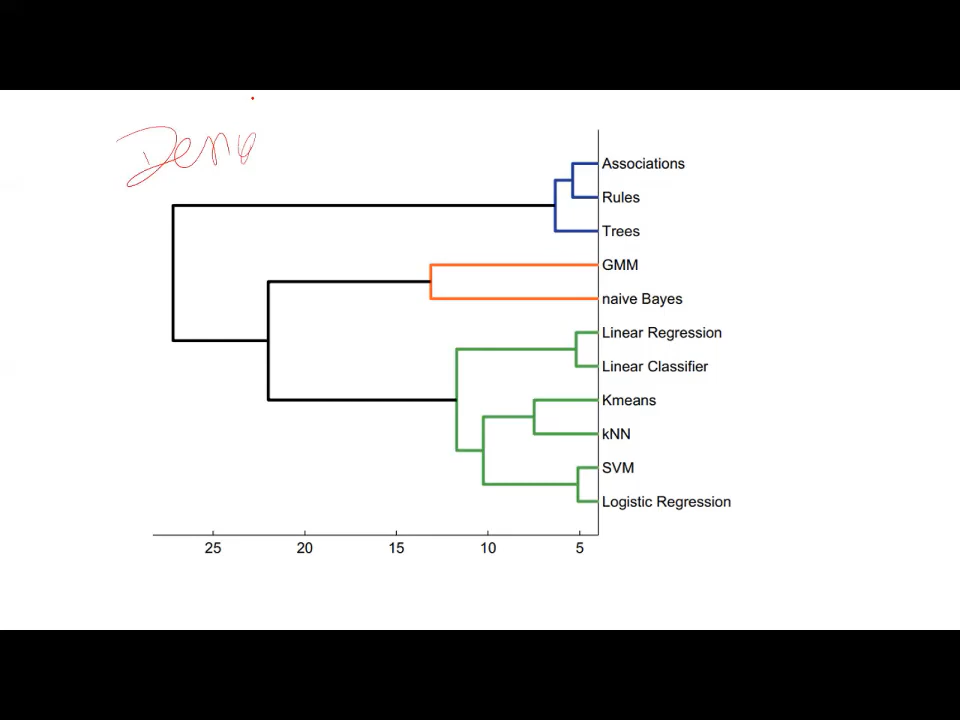 Associations
Rules
Trees
GMM
naive Bayes
Linear Regression
Linear Classifier
Kmeans
kNN
SVM
Logistic Regression
25 20 15 10 5